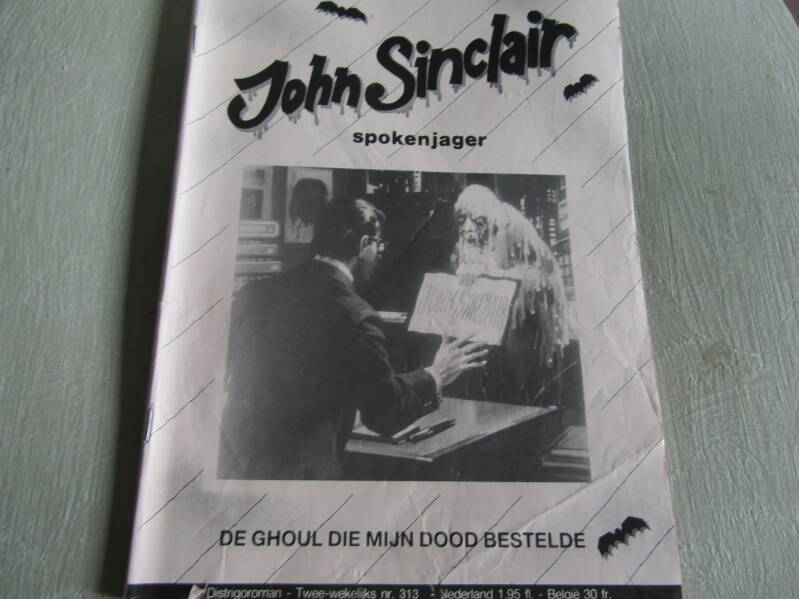 John Sinclair
spokenjager
JOHN SINCLAIR
DE GHOUL DIE MIJN DOOD BESTELDE
Distrigoroman - Twee-wekelijks nr. 313 - Nederland 1,95 fl. - België 30 fr.